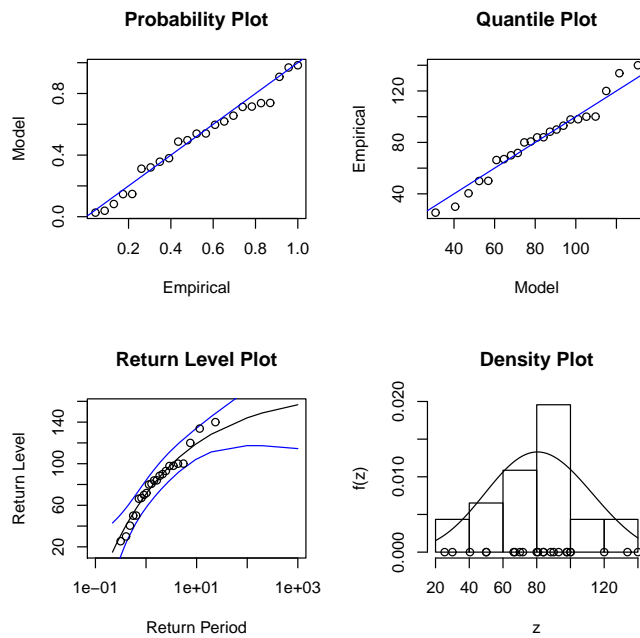 Probability Plot
Model
0.0 0.4 0.8
0.2 0.4 0.6 0.8 1.0
Empirical
Quantile Plot
Empirical
40 80 120
40 60 80 100
Model
Return Level Plot
Return Level
20 60 100 140
1e−01 1e+01 1e+03
Return Period
Density Plot
f(z)
0.000 0.010 0.020
20 40 60 80 120
z